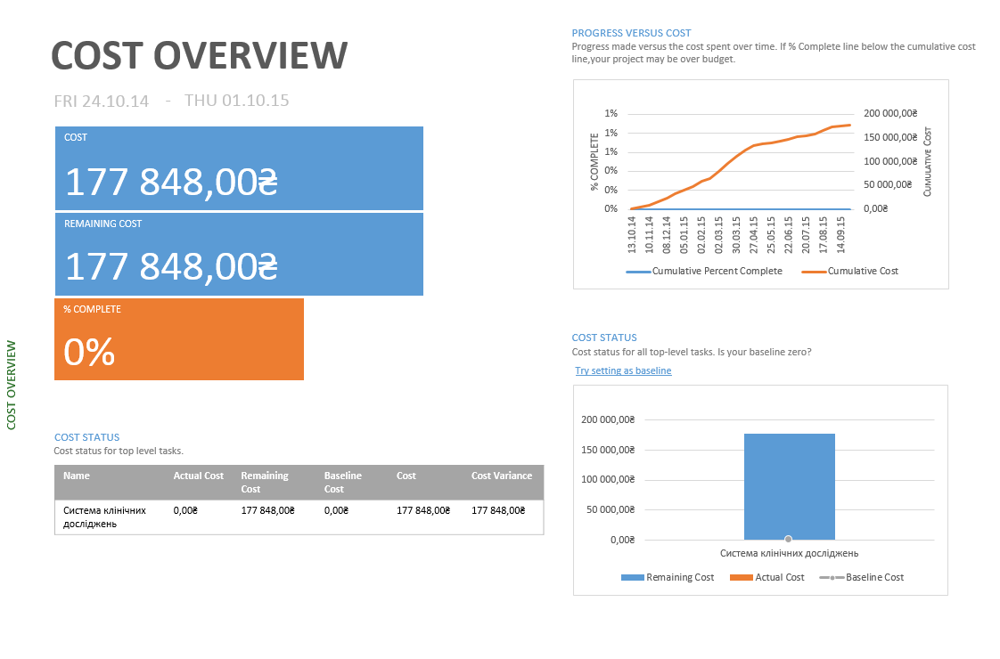 COST OVERVIEW
FRI 24.10.14 - THU 01.10.15
COST
177 848,00₴
REMAINING COST
177 848,00₴
% COMPLETE
0%
COST OVERVIEW
COST STATUS
Cost status for top level tasks.
Name Actual Cost Remaining Cost Baseline Cost Cost Cost Variance
Система клінічних досліджень 0,00₴ 177 848,00₴ 0,00₴ 177 848,00₴ 177 848,00₴
PROGRESS VERSUS COST
Progress made versus the cost spent over time. If % Complete line below the cumulative cost
line,your project may be over budget.
% COMPLETE
1%
1%
1%
0%
0%
0%
200 000,00₴
150 000,00₴
100 000,00₴
50 000,00₴
0,00₴
Cumulative Cost
13.10.14
10.11.14
08.12.14
05.01.15
02.02.15
02.03.15
30.03.15
27.04.15
25.05.15
22.06.15
20.07.15
17.08.15
14.09.15
Cumulative Percent Complete Cumulative Cost
COST STATUS
Cost status for all top-level tasks. Is your baseline zero?
Try setting as baseline
200 000,00₴
150 000,00₴
100 000,00₴
50 000,00₴
0,00₴
Система клінічних досліджень
Remaining Cost Actual Cost Baseline Cost